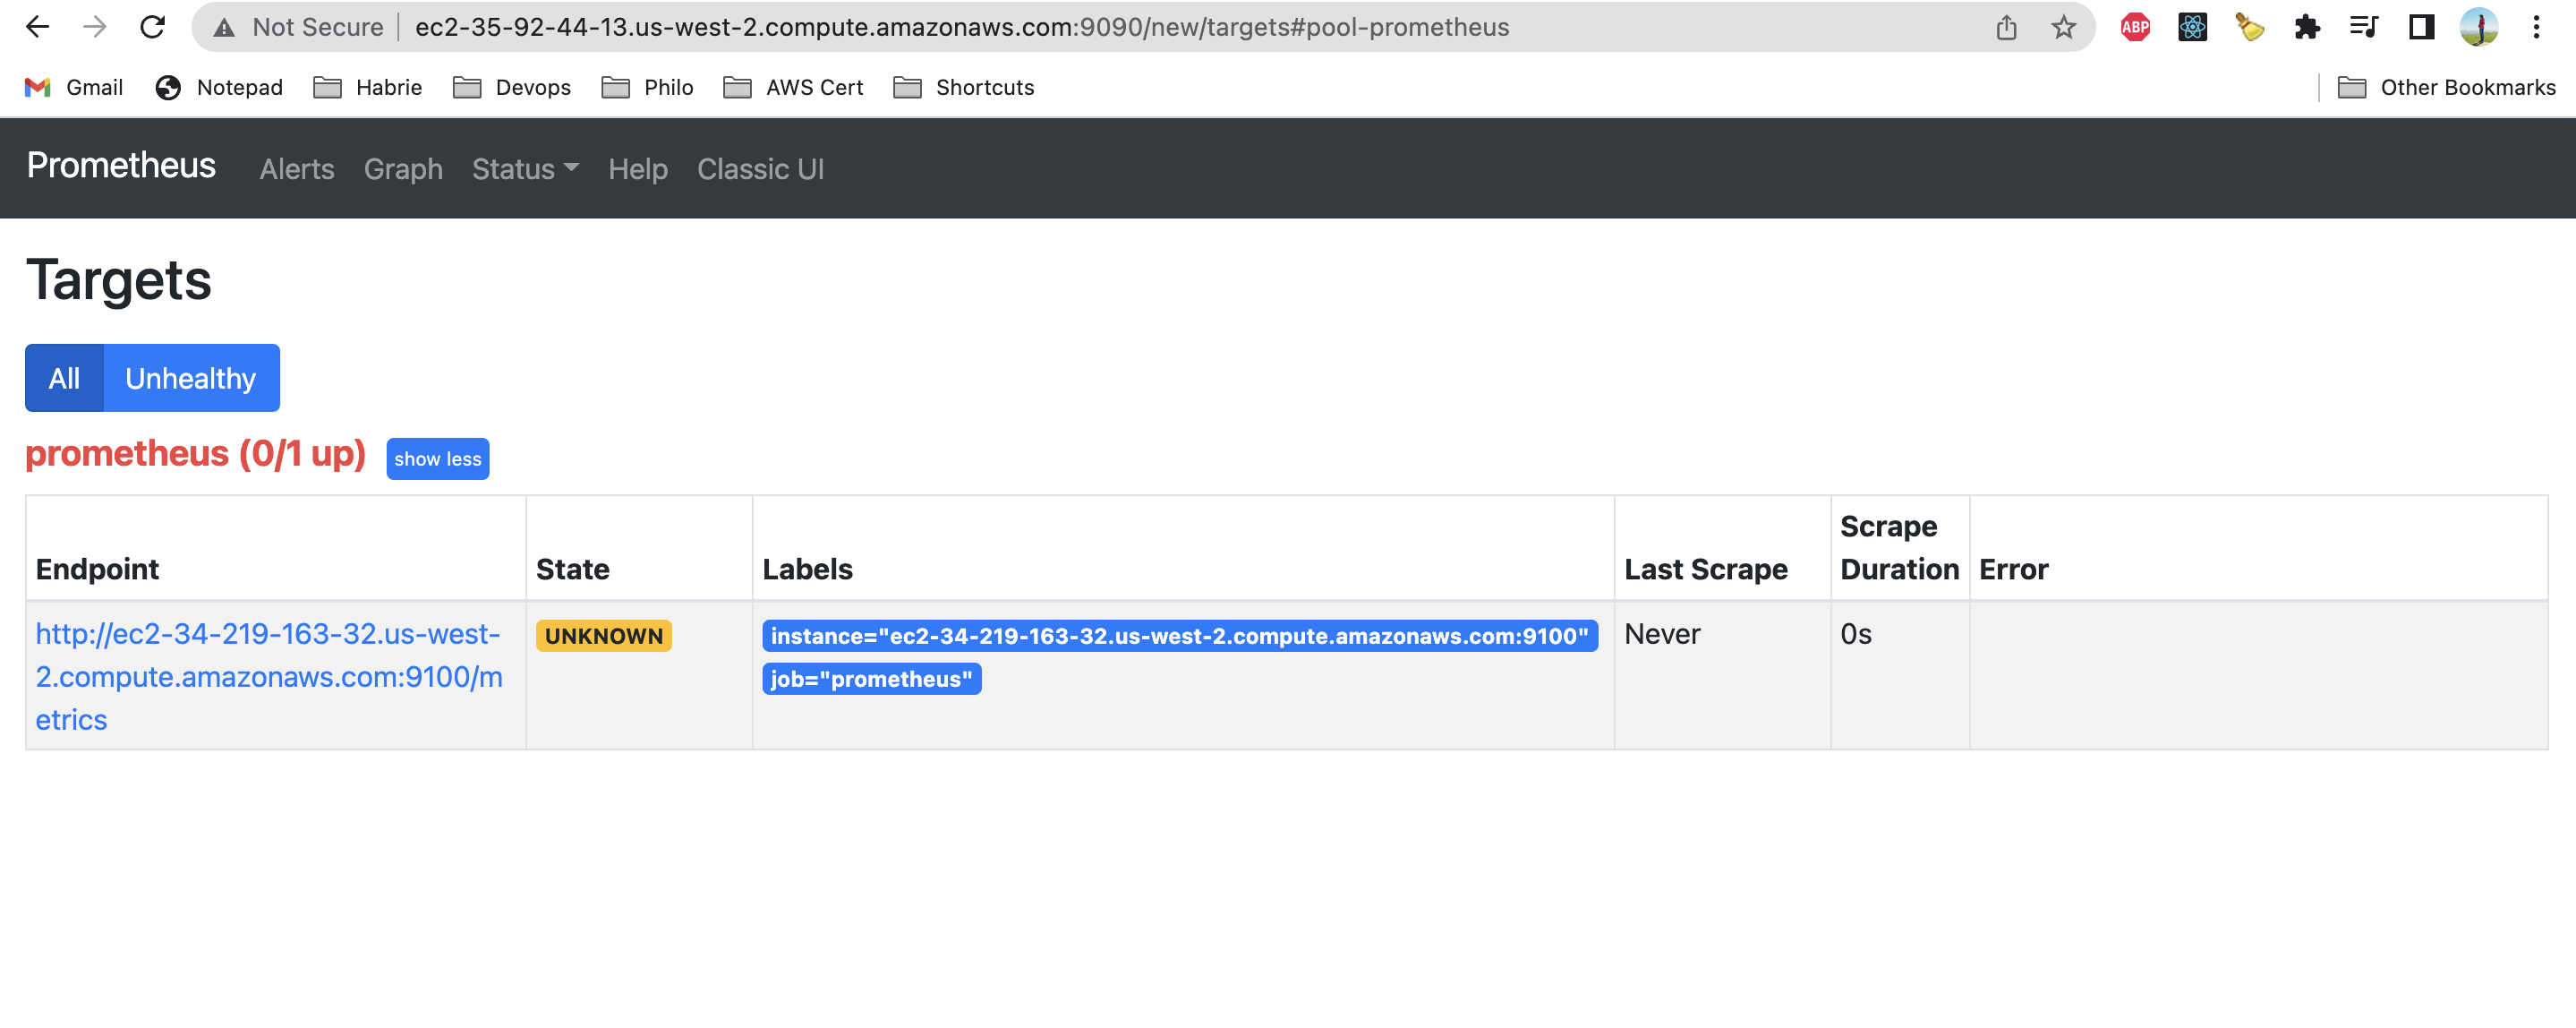 Not Secure ec2-35-92-44-13.us-west-2.compute.amazonaws.com:9090/new/targets#pool-prometheus
ABP
Gmail Notepad Habrie Devops Philo AWS Cert Shortcuts Other Bookmarks
Prometheus Alerts Graph Status Help Classic UI
Targets
All Unhealthy
prometheus (0/1 up) show less
Endpoint State Labels Last Scrape Scrape Duration Error
http://ec2-34-219-163-32.us-west-
2.compute.amazonaws.com:9100/m
etrics
UNKNOWN
instance="ec2-34-219-163-32.us-west-2.compute.amazonaws.com:9100"
job="prometheus"
Never
0s